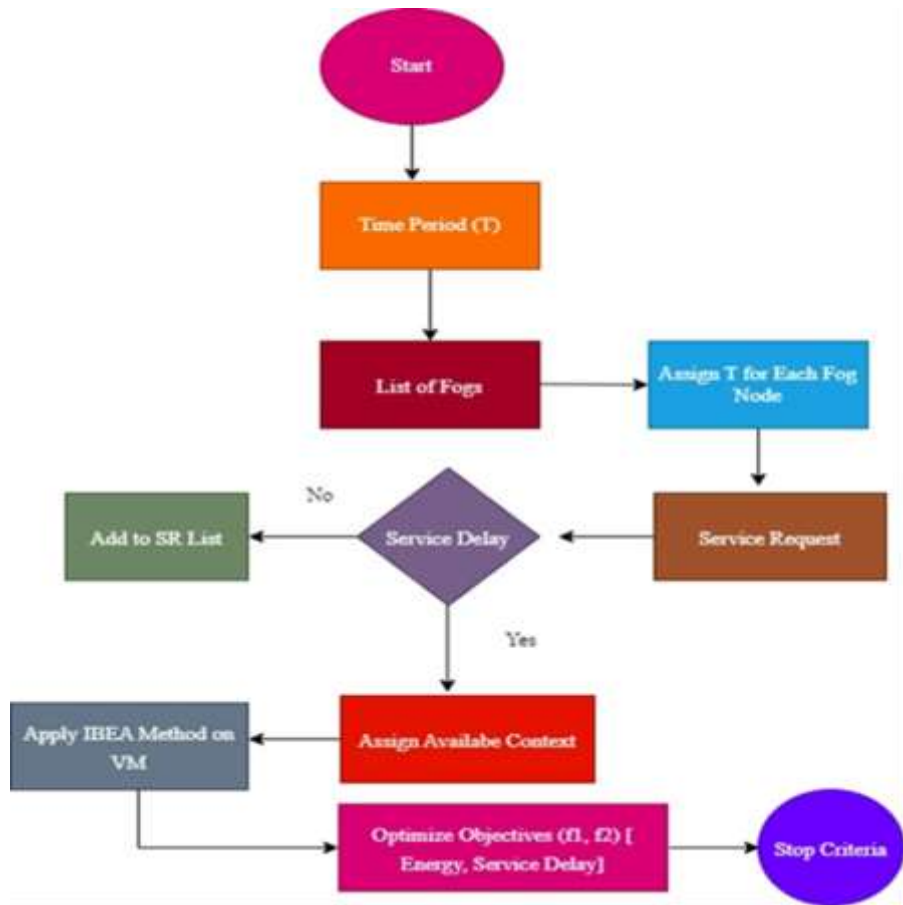 Start
Time Period (T)
List of Fogs
Assign T for Each Fog
Node
Service Request
Service Delay
No
Add to SR List
Yes
Assign Availabe Context
Apply IBEA Method on
VM
Optimize Objectives (f1, f2) [
Energy, Service Delay]
Stop Criteria